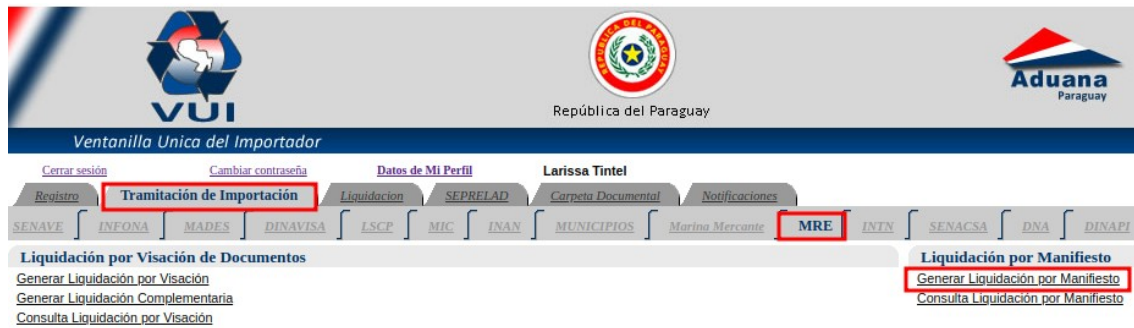 REPUBLICA DEL PARAGUAY
VUI
República del Paraguay
Aduana
Paraguay
Ventanilla Unica del Importador
Cerrar sesión Cambiar contraseña Datos de Mi Perfil Larissa Tintel
Registro Tramitación de Importación Liquidacion SEPRELAD Carpeta Documental Notificaciones
SENAVE INFONA MADES DINAVISA LSCP MIC INAN MUNICIPIOS Marina Mercante MRE INTN SENACSA DNA DINAPI
Liquidación por Visación de Documentos Liquidación por Manifiesto
Generar Liquidación por Visación Generar Liquidación por Manifiesto
Generar Liquidación Complementaria Consulta Liquidación por Manifiesto
Consulta Liquidación por Visación